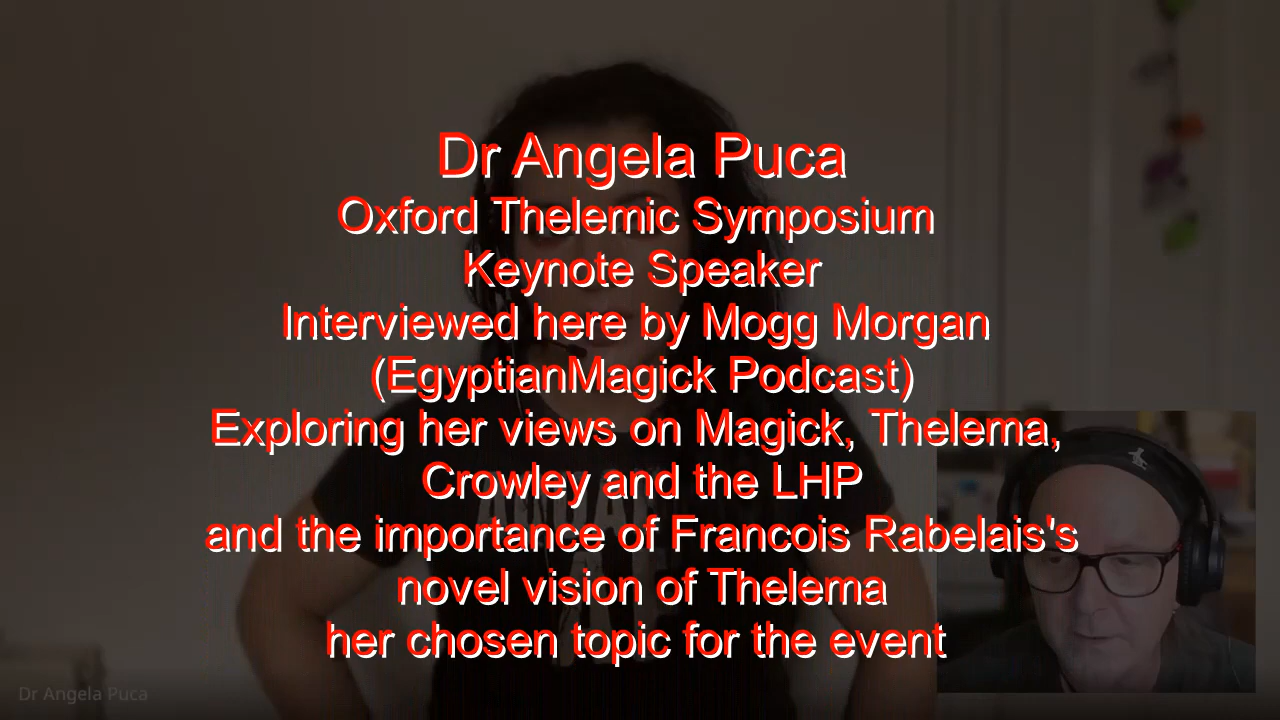 Dr Angela Puca
Oxford Thelemic Symposium
Keynote Speaker
Interviewed here by Mogg Morgan
(EgyptianMagick Podcast)
Exploring her views on Magick, Thelema,
Crowley and the LHP
and the importance of Francois Rabelais's
novel vision of Thelema
her chosen topic for the event
Dr Angela Puca